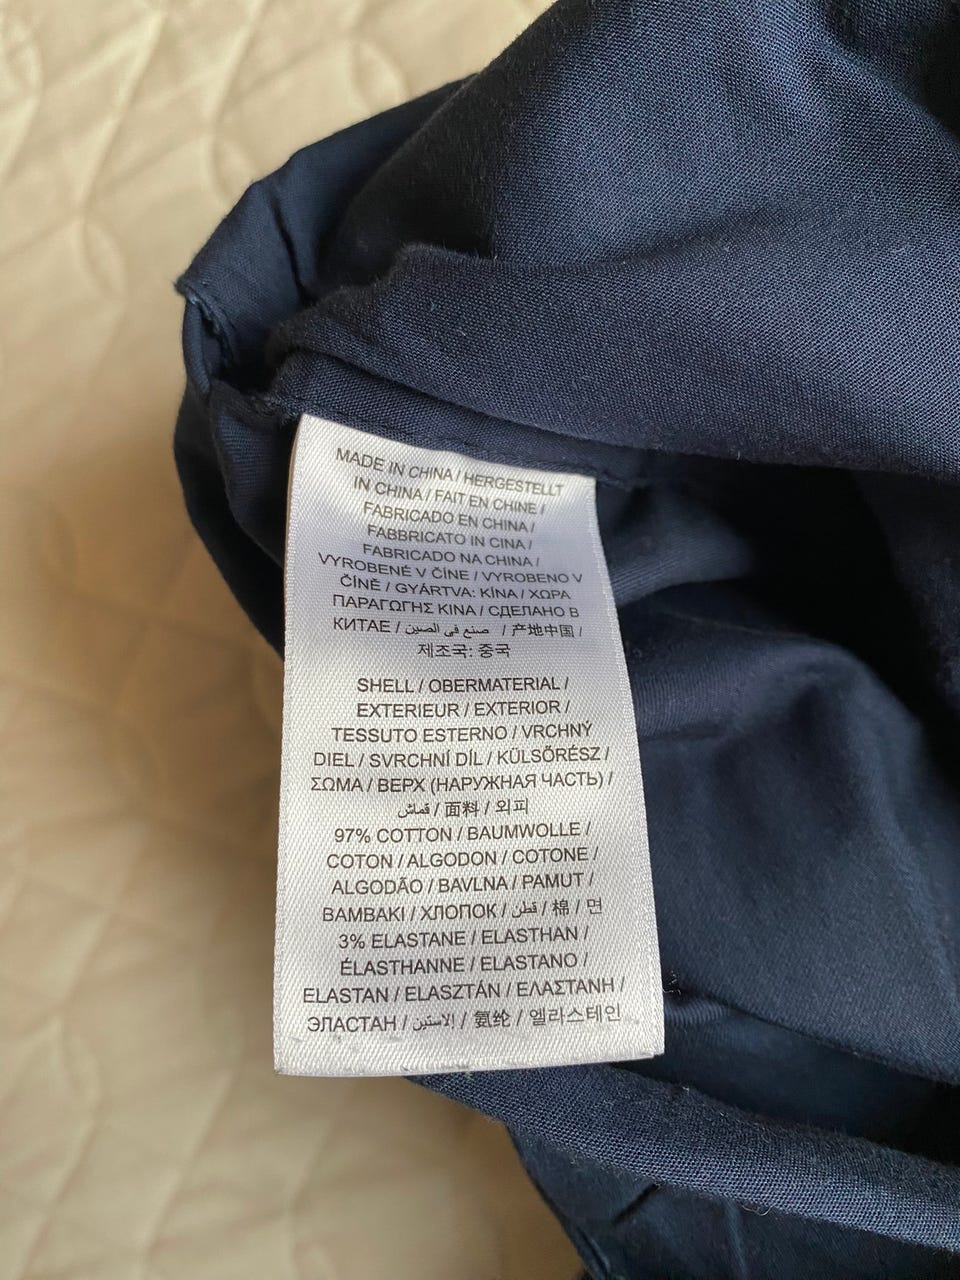 MADE IN CHINA / HERGESTELLT
IN CHINA / FAIT EN CHINE /
FABRICADO EN CHINA /
FABBRICATO IN CINA /
FABRICADO NA CHINA /
VYROBENÉ V ČÍNE / VYROBENO V
ČÍNĚ / GYÁRTVA: KÍNA / ΧΩΡΑ
ΠΑΡΑΓΩΓΗΣ KINA / СДЕЛАНО В
КИТАЕ / صنع في الصين / 产地中国 /
제조국: 중국
SHELL / OBERMATERIAL /
EXTERIEUR / EXTERIOR /
TESSUTO ESTERNO / VRCHNÝ
DIEL / SVRCHNÍ DÍL / KÜLSŐRÉSZ /
ΣΩΜΑ / ВЕРХ (НАРУЖНАЯ ЧАСТЬ) /
قماش / 面料 / 외피
97% COTTON / BAUMWOLLE /
COTON / ALGODON / COTONE /
ALGODÃO / BAVLNA / PAMUT /
BAMBAKI / ХЛОПОК / قطن / 棉 / 면
3% ELASTANE / ELASTHAN /
ÉLASTHANNE / ELASTANO /
ELASTAN / ELASZTÁN / ΕΛΑΣΤΑΝΗ /
ЭЛАСТАН / الاستين / 氨纶 / 엘라스테인